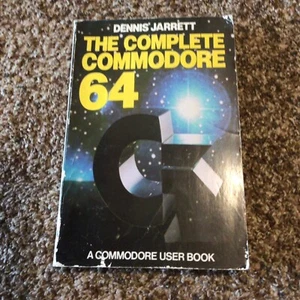 DENNIS JARRETT
THE COMPLETE
COMMODORE
64
A COMMODORE USER BOOK